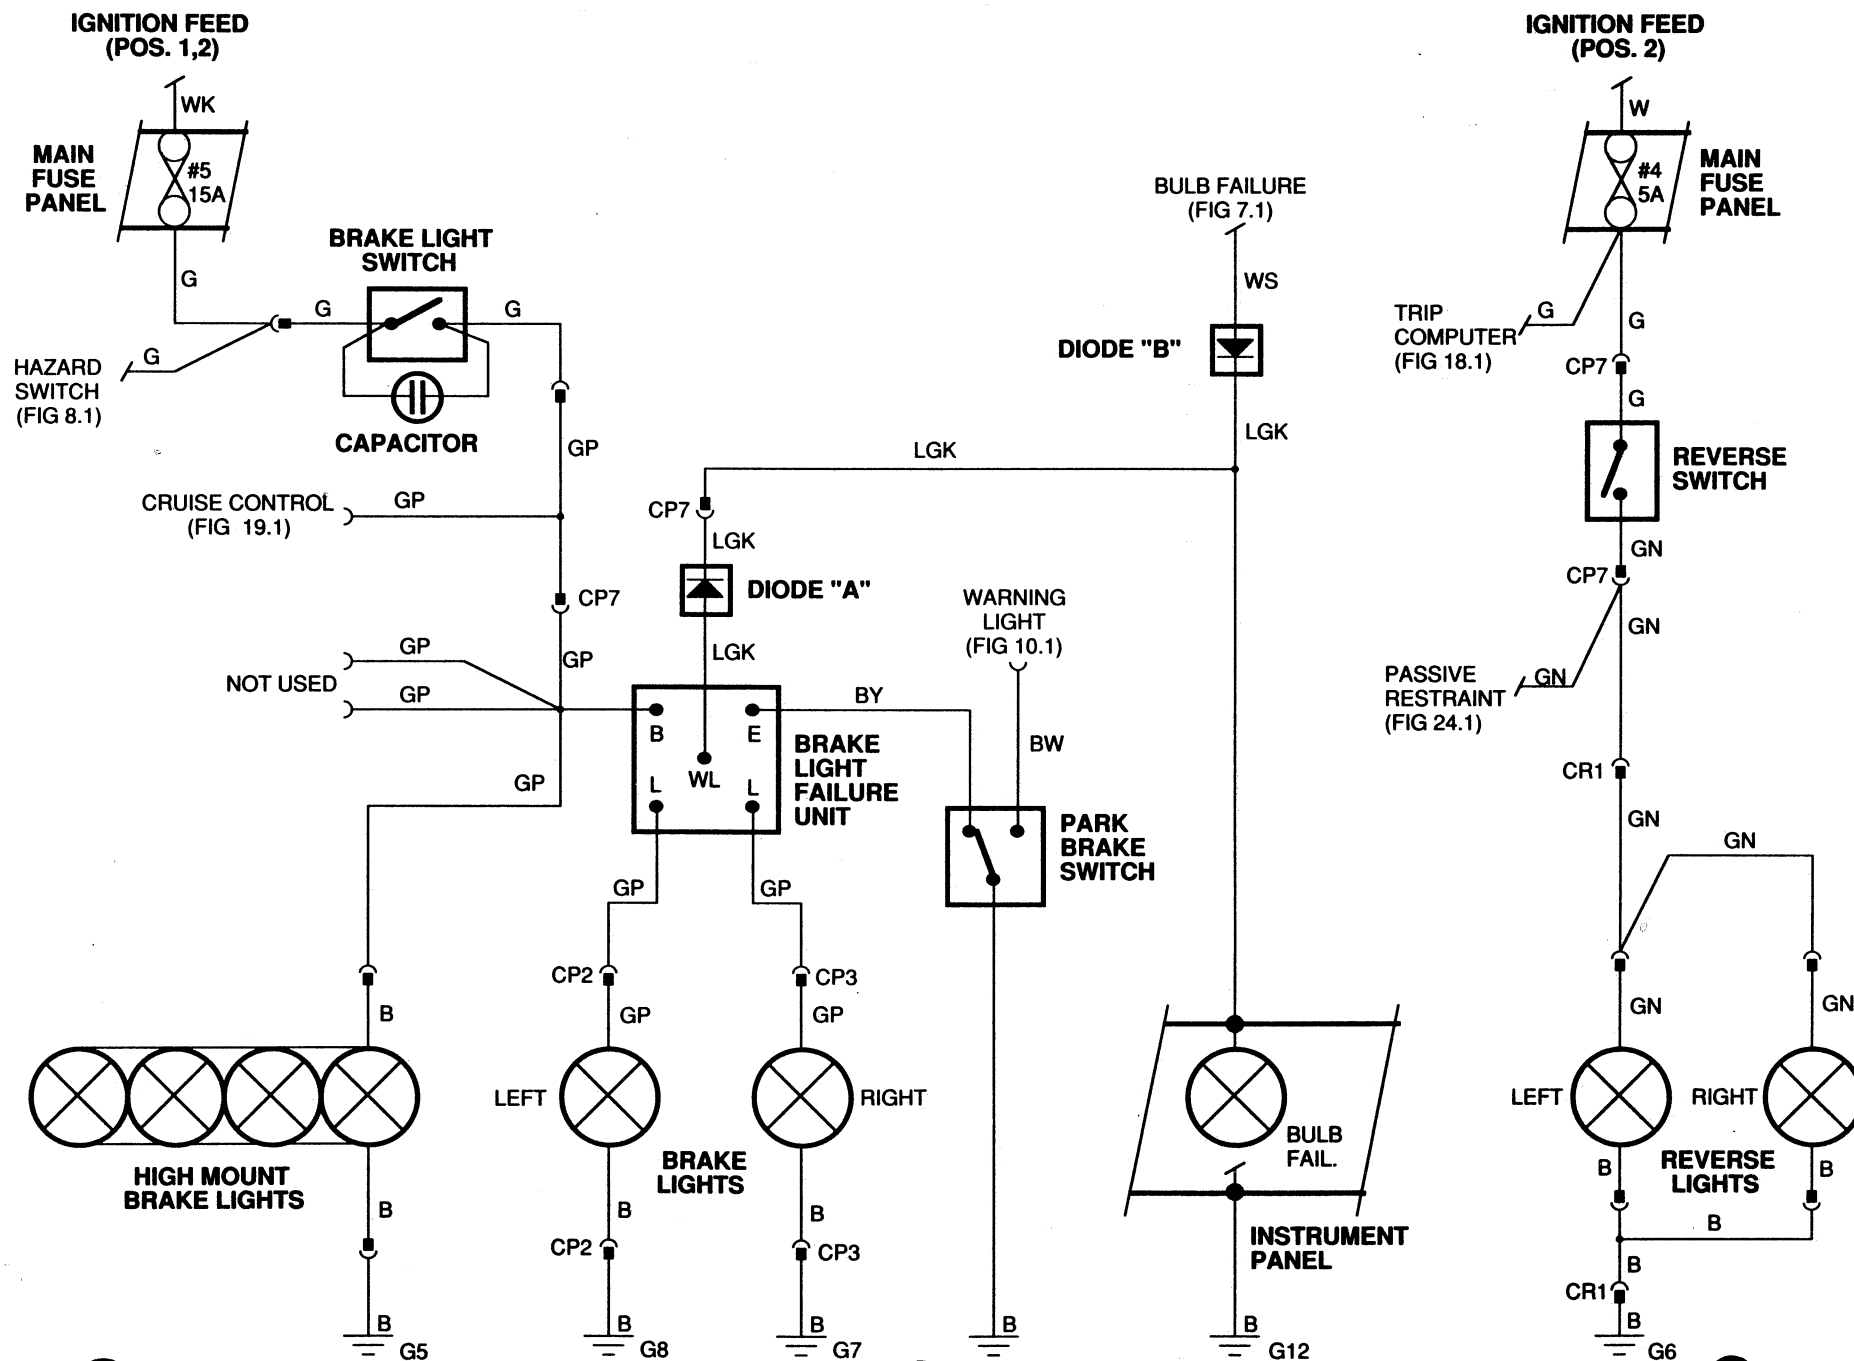 IGNITION FEED
(POS. 1,2)
WK
MAIN
FUSE
PANEL
#5
15A
G
BRAKE LIGHT
SWITCH
G
G
G
HAZARD
SWITCH
(FIG 8.1)
CAPACITOR
GP
CRUISE CONTROL
(FIG 19.1)
GP
CP7
GP
NOT USED
GP
GP
GP
BULB FAILURE
(FIG 7.1)
WS
DIODE "B"
LGK
LGK
CP7
LGK
DIODE "A"
LGK
WARNING
LIGHT
(FIG 10.1)
BY
BW
B
E
WL
L
L
BRAKE
LIGHT
FAILURE
UNIT
PARK
BRAKE
SWITCH
GP
GP
CP2
CP3
B
GP
GP
LEFT
RIGHT
HIGH MOUNT
BRAKE LIGHTS
BRAKE
LIGHTS
BULB
FAIL.
INSTRUMENT
PANEL
B
B
B
CP2
CP3
B
G5
B
G8
B
G7
B
B
G12
IGNITION FEED
(POS. 2)
W
MAIN
FUSE
PANEL
#4
5A
TRIP
COMPUTER
(FIG 18.1)
G
G
CP7
G
REVERSE
SWITCH
GN
CP7
GN
PASSIVE
RESTRAINT
(FIG 24.1)
GN
CR1
GN
GN
GN
GN
LEFT
RIGHT
REVERSE
LIGHTS
B
B
B
B
CR1
B
G6